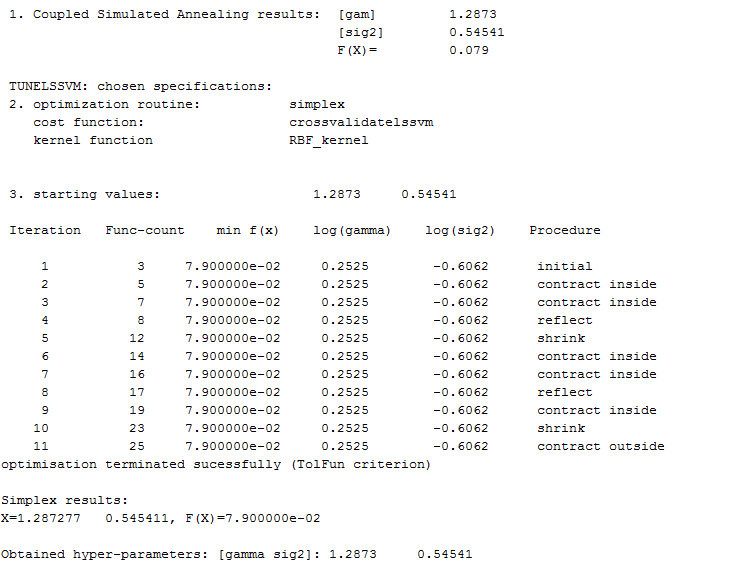 1. Coupled Simulated Annealing results:  [gam]         1.2873
                                         [sig2]        0.54541
                                         F(X)=         0.079
TUNELSSVM: chosen specifications:
2. optimization routine:           simplex
   cost function:                  crossvalidatelssvm
   kernel function                 RBF_kernel
3. starting values:                   1.2873     0.54541
Iteration   Func-count    min f(x)    log(gamma)    log(sig2)    Procedure
    1           3     7.900000e-02     0.2525        -0.6062      initial
    2           5     7.900000e-02     0.2525        -0.6062      contract inside
    3           7     7.900000e-02     0.2525        -0.6062      contract inside
    4           8     7.900000e-02     0.2525        -0.6062      reflect
    5          12     7.900000e-02     0.2525        -0.6062      shrink
    6          14     7.900000e-02     0.2525        -0.6062      contract inside
    7          16     7.900000e-02     0.2525        -0.6062      contract inside
    8          17     7.900000e-02     0.2525        -0.6062      reflect
    9          19     7.900000e-02     0.2525        -0.6062      contract inside
   10          23     7.900000e-02     0.2525        -0.6062      shrink
   11          25     7.900000e-02     0.2525        -0.6062      contract outside
optimisation terminated sucessfully (TolFun criterion)
Simplex results:
X=1.287277   0.545411, F(X)=7.900000e-02
Obtained hyper-parameters: [gamma sig2]: 1.2873     0.54541